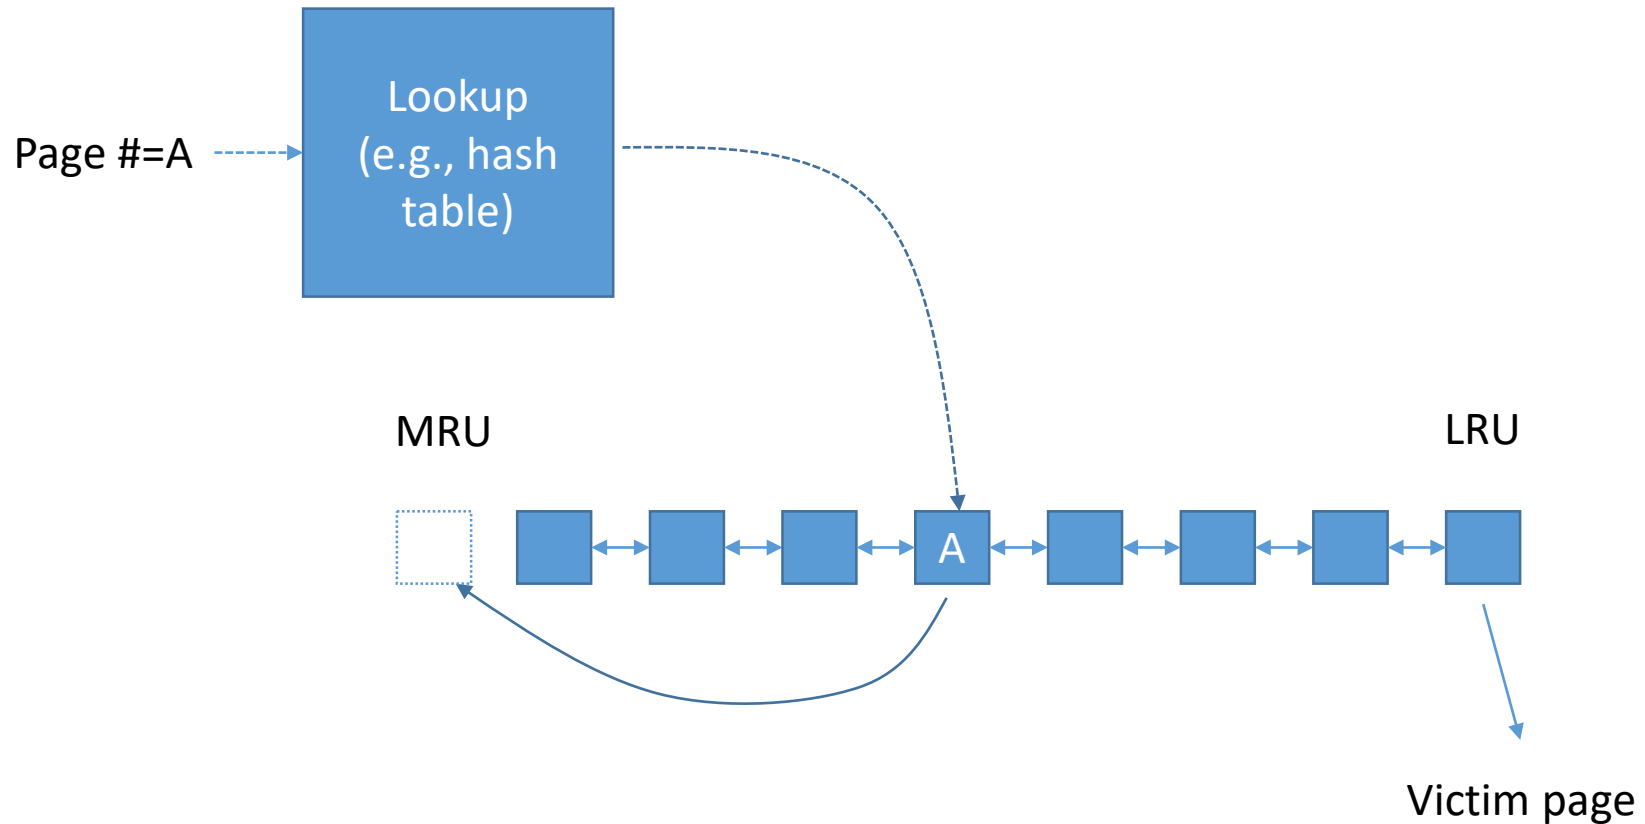 Lookup
(e.g., hash
table)
Page #=A
MRU
LRU
A
Victim page